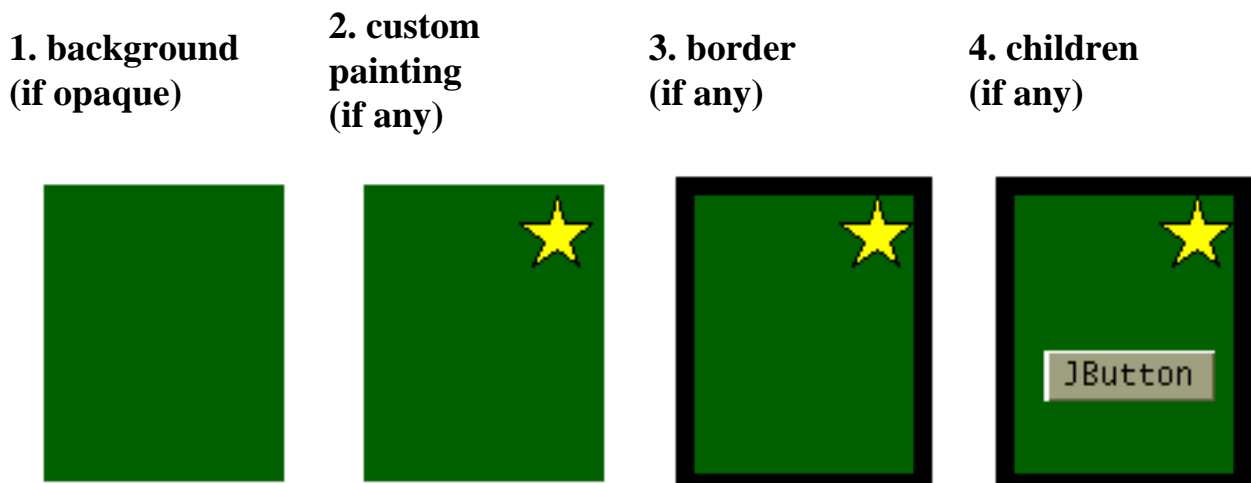 1. background
(if opaque)
2. custom
painting
(if any)
3. border
(if any)
4. children
(if any)
JButton